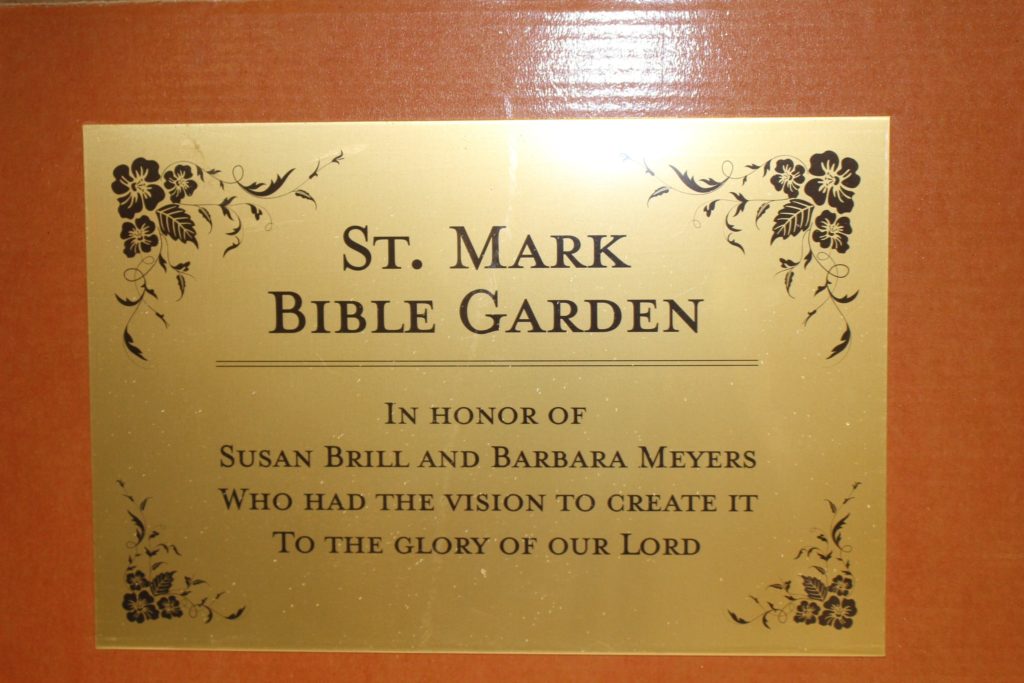 St. Mark
Bible Garden
In honor of
Susan Brill and Barbara Meyers
Who had the vision to create it
To the glory of our Lord